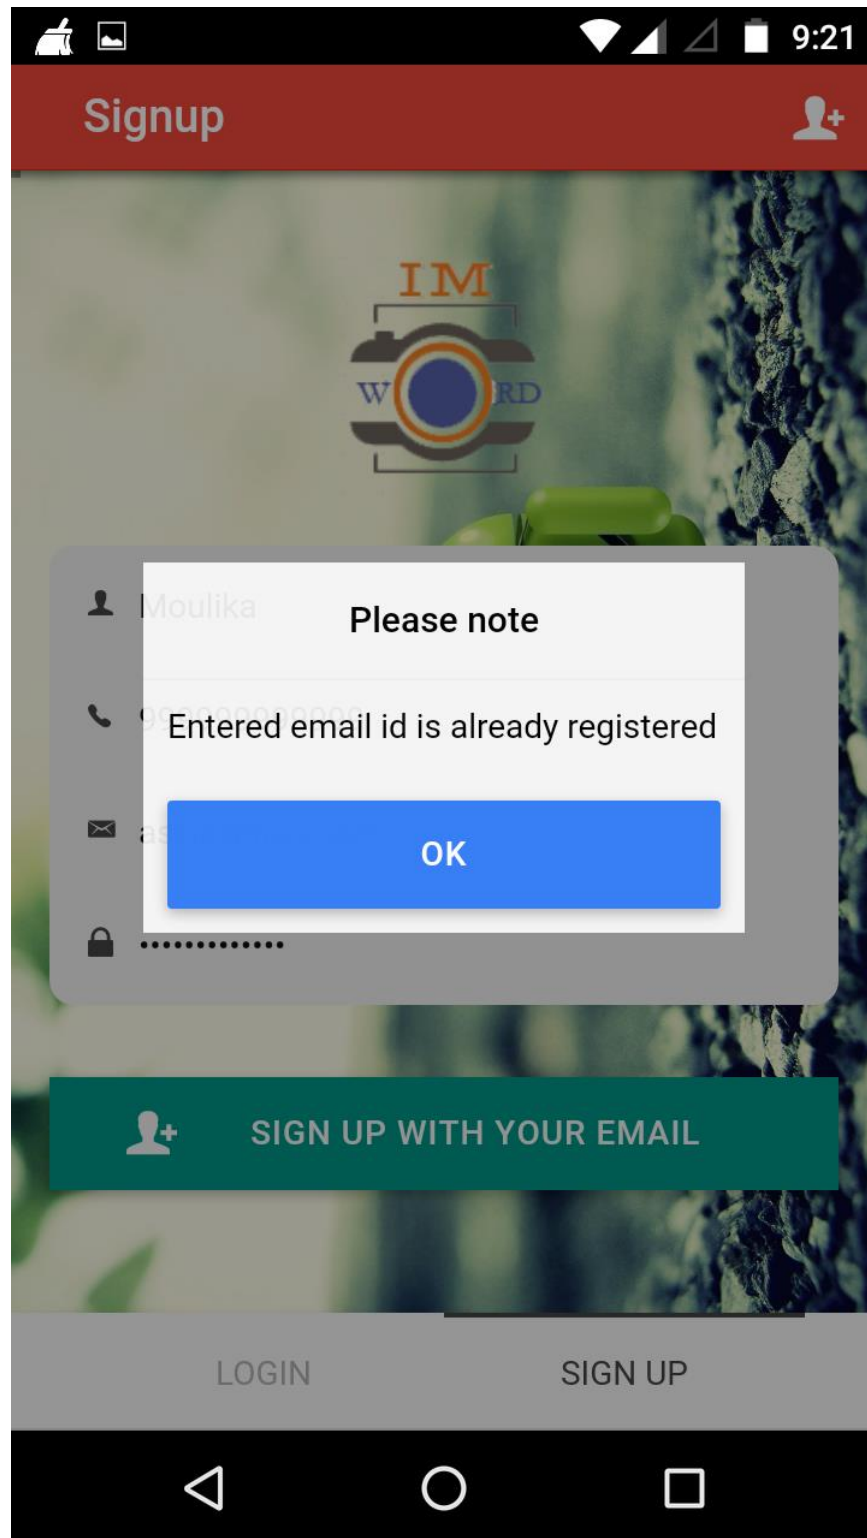 9:21
Signup
IM
W RD
Moulika
Please note
Entered email id is already registered
OK
•••••••••••••
SIGN UP WITH YOUR EMAIL
LOGIN
SIGN UP